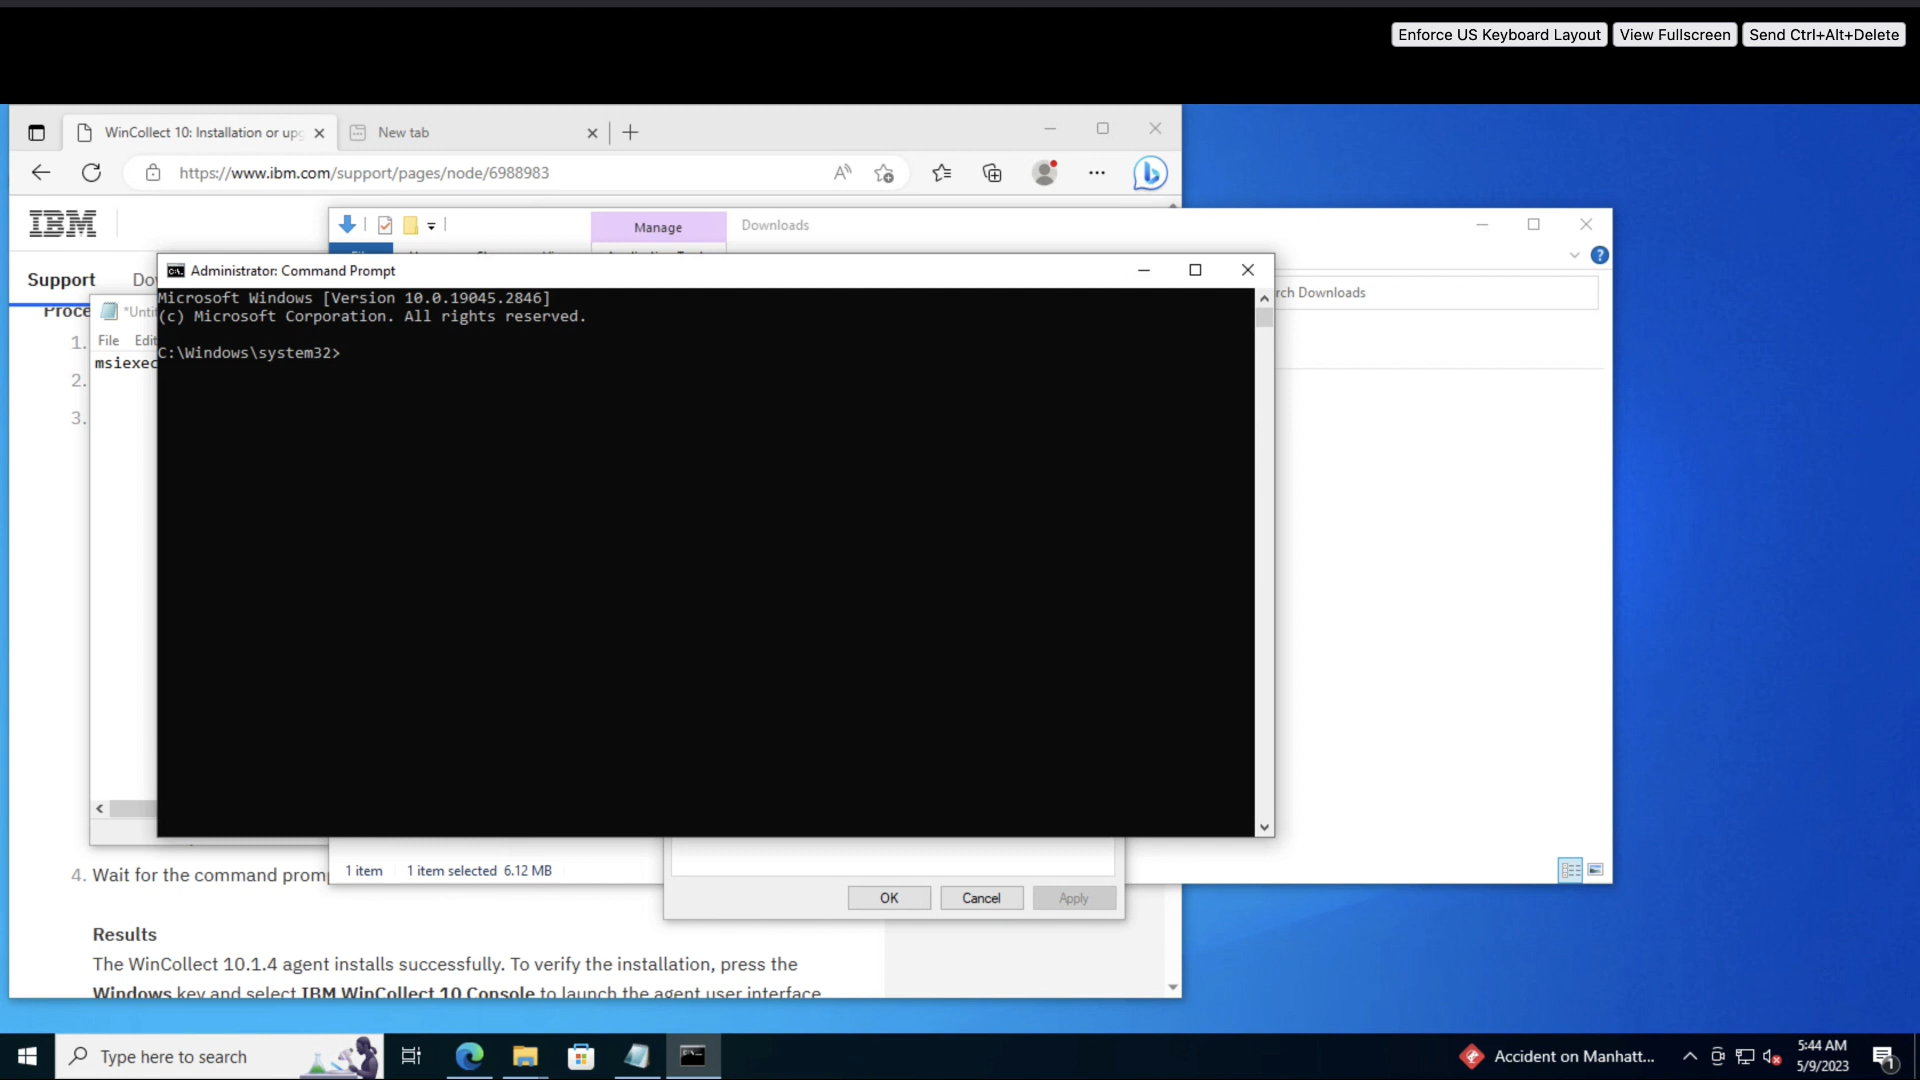 Enforce US Keyboard Layout
View Fullscreen
Send Ctrl+Alt+Delete
WinCollect 10: Installation or upg
New tab
https://www.ibm.com/support/pages/node/6988983
IBM
Manage
Downloads
Support
Administrator: Command Prompt
rch Downloads
Microsoft Windows [Version 10.0.19045.2846]
(c) Microsoft Corporation. All rights reserved.
C:\Windows\system32>
Proce
*Unti
File
Edit
msiexec
1.
2.
3.
1 item
1 item selected 6.12 MB
4. Wait for the command promp
OK
Cancel
Apply
Results
The WinCollect 10.1.4 agent installs successfully. To verify the installation, press the
Windows key and select IBM WinCollect 10 Console to launch the agent user interface
Type here to search
Accident on Manhatt...
5:44 AM
5/9/2023
1